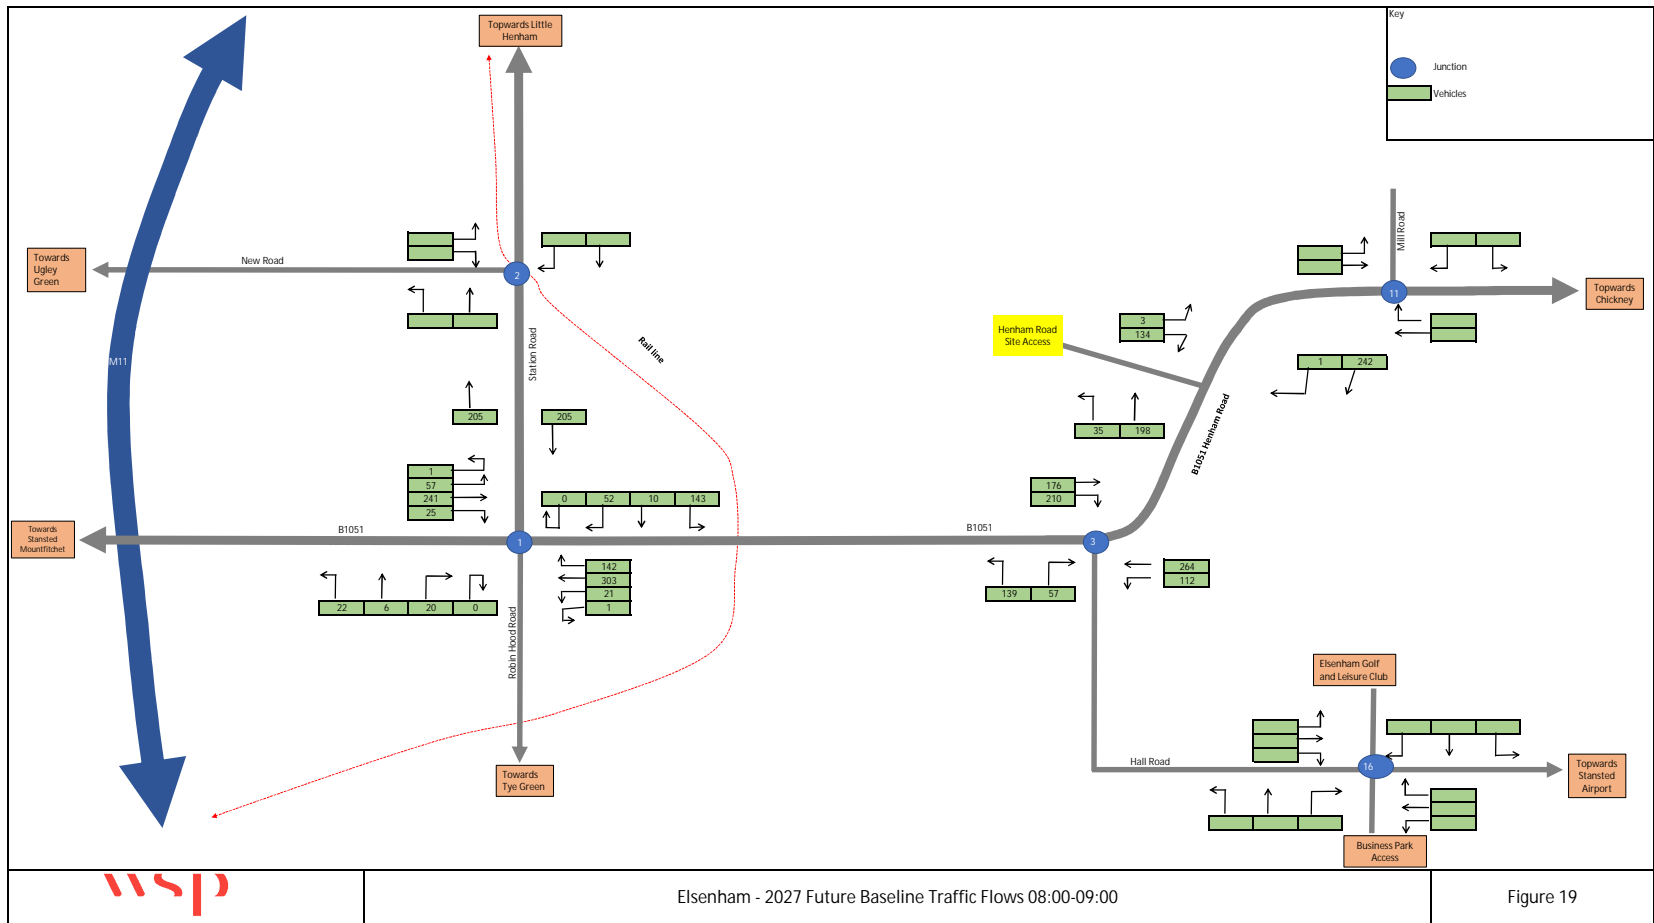 Key
Junction
Vehicles
Topwards Little
Henham
Towards
Ugley
Green
New Road
2
Mill Road
11
Topwards
Chickney
Henham Road
Site Access
3
134
Station Road
Rail line
M11
1
242
205
205
35
198
B1051 Henham Road
1
57
241
25
0
52
10
143
176
210
Towards
Stansted
Mountfitchet
B1051
1
B1051
3
142
303
21
1
264
112
22
6
20
0
139
57
Robin Hood Road
Elsenham Golf
and Leisure Club
Towards
Tye Green
Hall Road
16
Topwards
Stansted
Airport
Business Park
Access
wsp
Elsenham - 2027 Future Baseline Traffic Flows 08:00-09:00
Figure 19